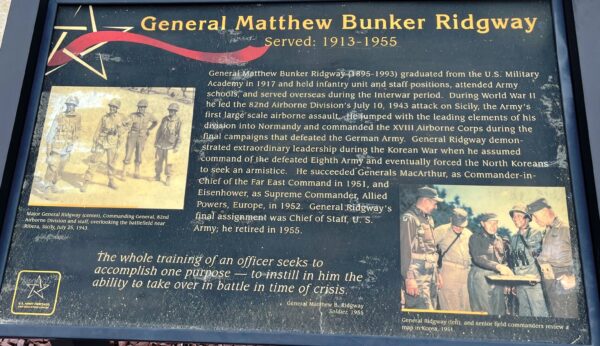 General Matthew Bunker Ridgway
Served: 1913-1955
General Matthew Bunker Ridgway (1895-1993) graduated from the U.S. Military
Academy in 1917 and held infantry unit and staff positions, attended Army
schools, and served overseas during the Interwar period. During World War II
he led the 82nd Airborne Division's July 10, 1943 attack on Sicily, the Army's
first large scale airborne assault. He jumped with the leading elements of his
division into Normandy and commanded the XVIII Airborne Corps during the
final campaigns that defeated the German Army. General Ridgway demon-
strated extraordinary leadership during the Korean War when he assumed
command of the defeated Eighth Army and eventually forced the North Koreans
to seek an armistice. He succeeded Generals MacArthur, as Commander-in-
Chief of the Far East Command in 1951, and
Eisenhower, as Supreme Commander, Allied
Powers, Europe, in 1952. General Ridgway's
final assignment was Chief of Staff, U. S.
Army; he retired in 1955.
Major General Ridgway (center), Commanding General, 82nd
Airborne Division and staff, overlooking the battlefield near
Ribera, Sicily, July 25, 1943.
The whole training of an officer seeks to
accomplish one purpose — to instill in him the
ability to take over in battle in time of crisis.
General Matthew B. Ridgway
Soldier, 1955
General Ridgway (left), and senior field commanders review a
map in Korea, 1951.
U.S. ARMY HERITAGE